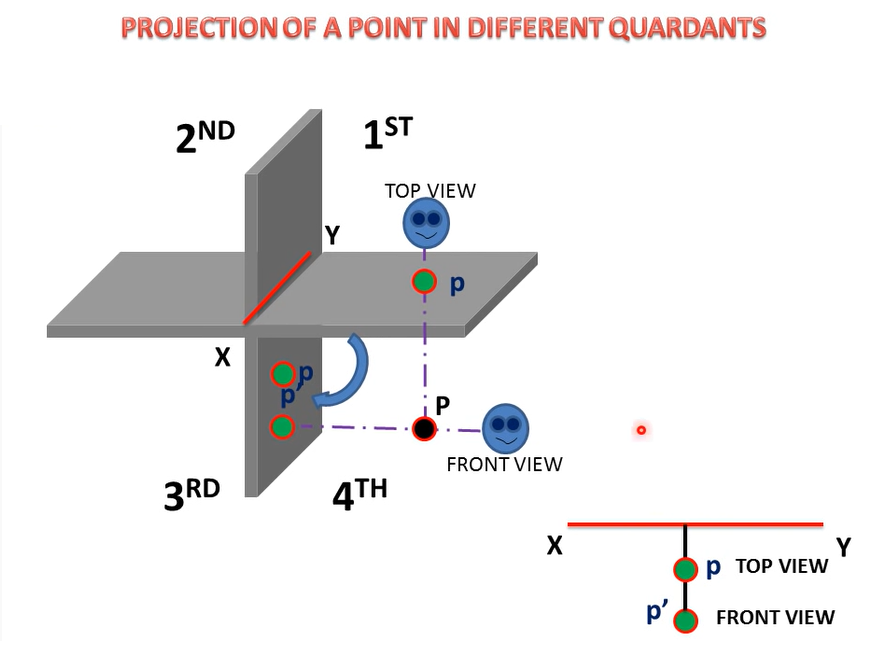 PROJECTION OF A POINT IN DIFFERENT QUARDANTS
2ND
1ST
TOP VIEW
Y
p
X
p
p'
P
FRONT VIEW
3RD
4TH
X
Y
p TOP VIEW
p' FRONT VIEW